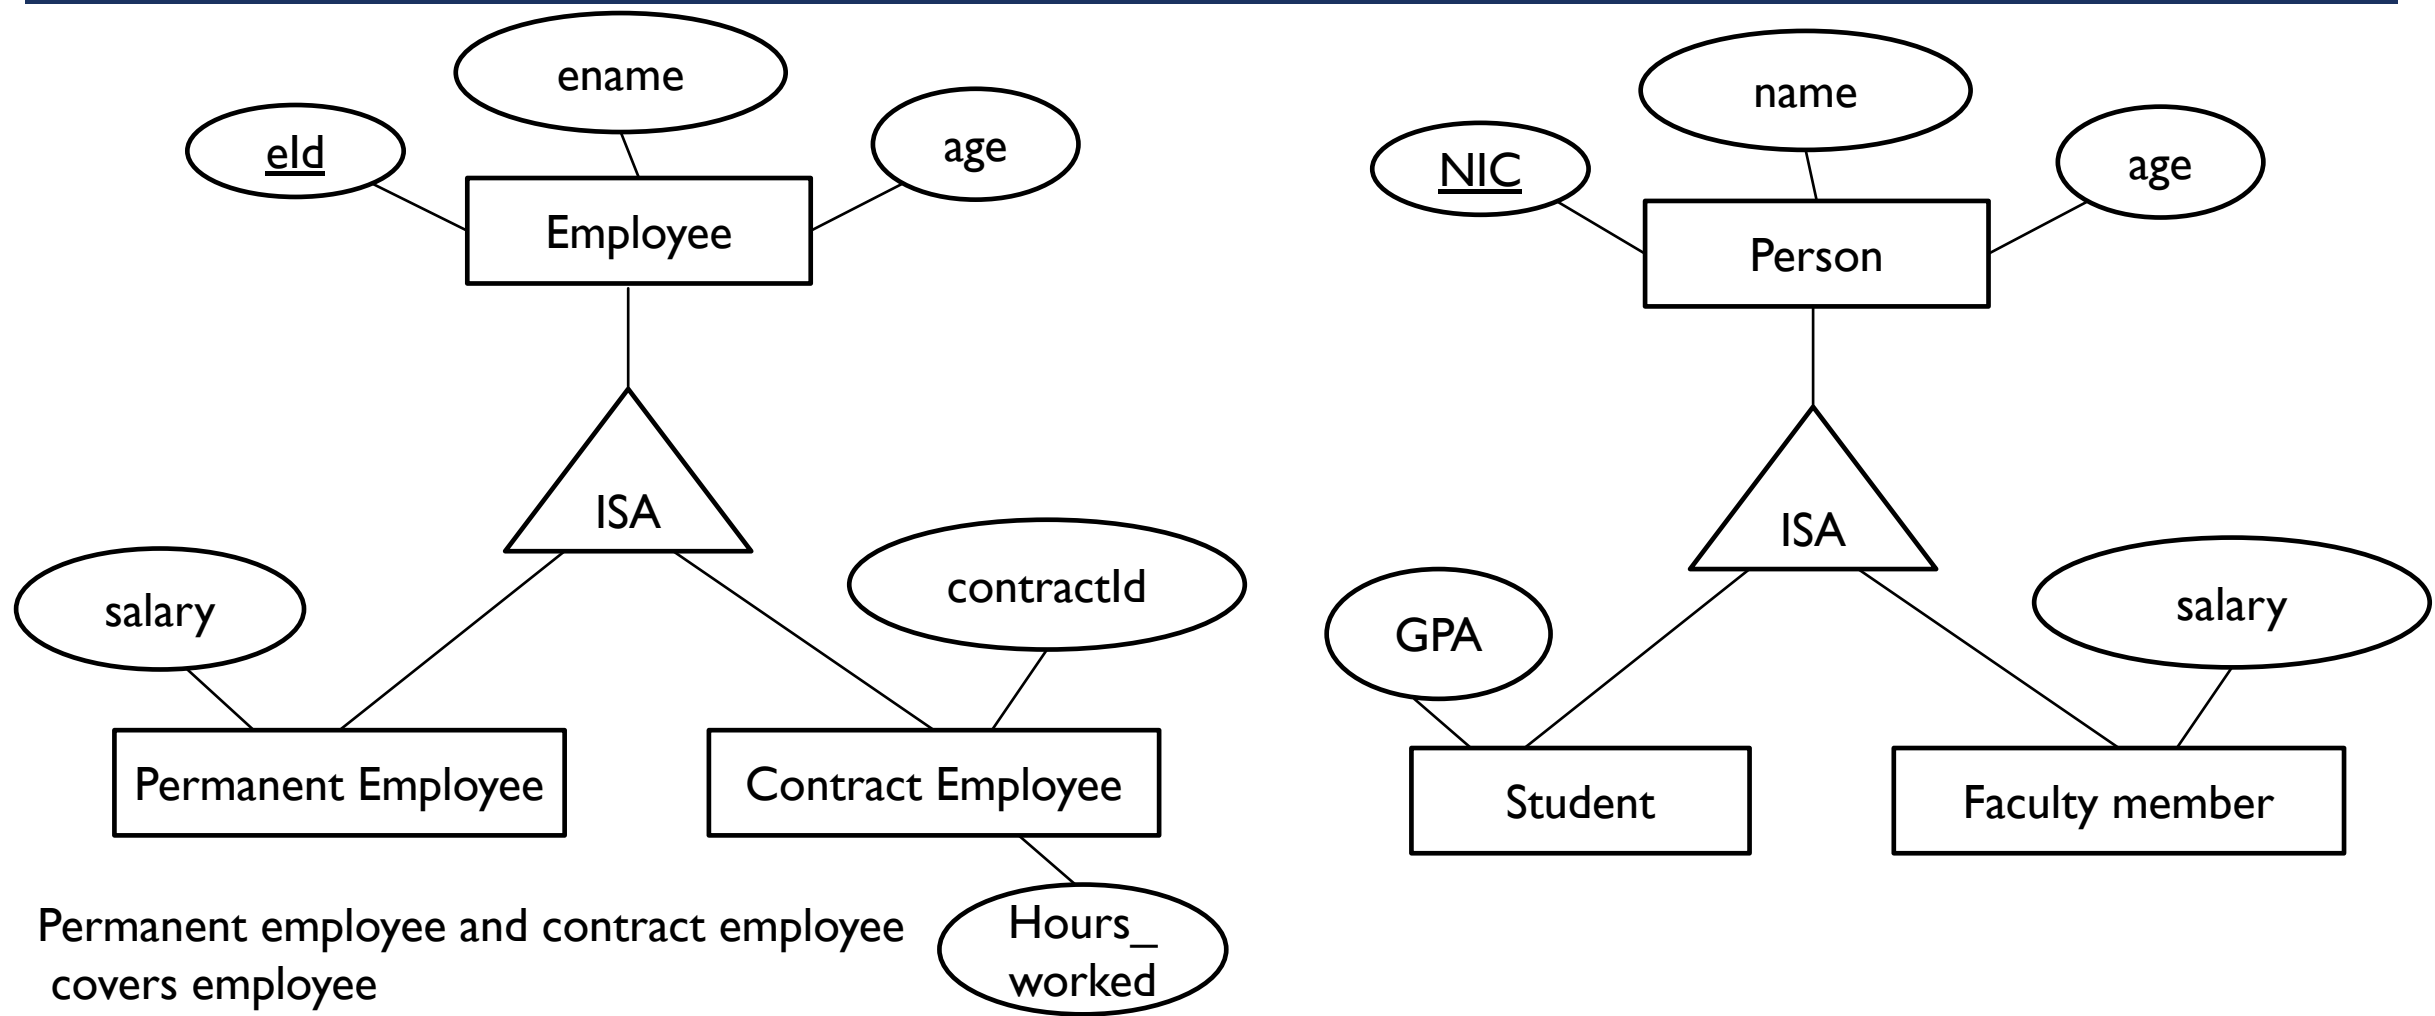 ename
eId
age
Employee
ISA
salary
contractId
Permanent Employee
Contract Employee
Hours_
worked
Permanent employee and contract employee
covers employee
name
NIC
age
Person
ISA
GPA
salary
Student
Faculty member